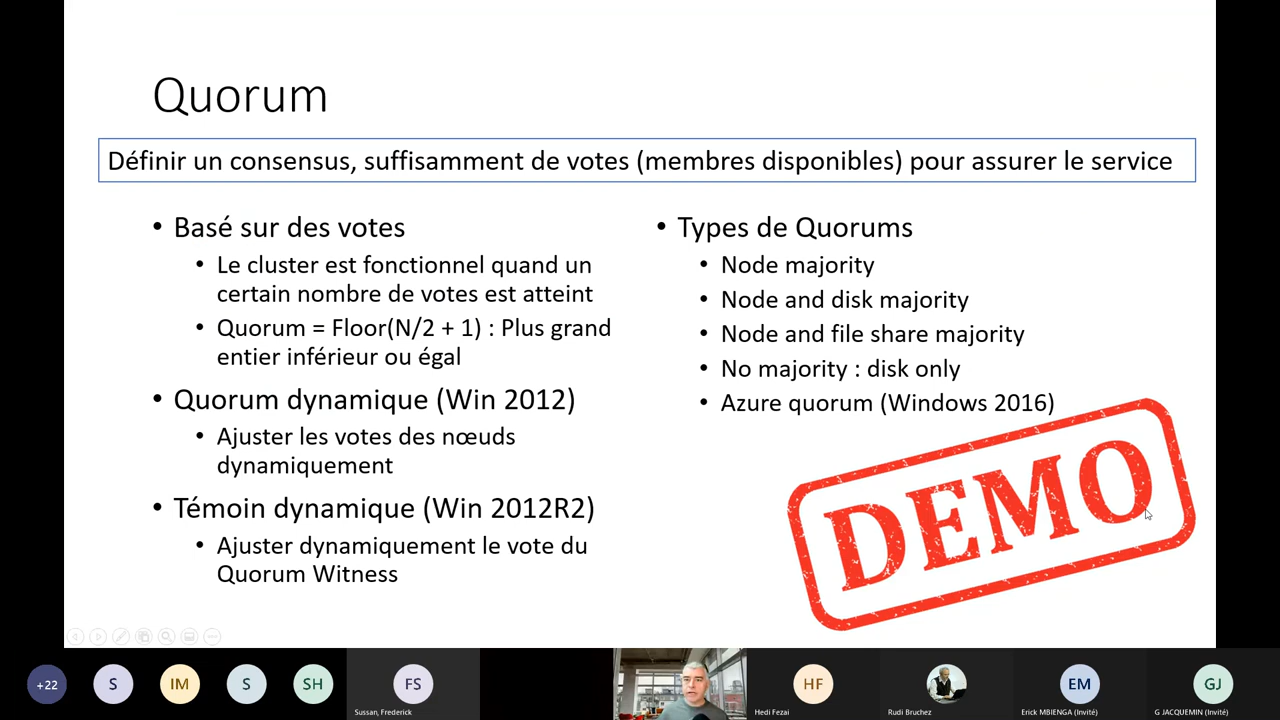 Quorum
Définir un consensus, suffisamment de votes (membres disponibles) pour assurer le service
• Basé sur des votes
• Le cluster est fonctionnel quand un
certain nombre de votes est atteint
• Quorum = Floor(N/2 + 1) : Plus grand
entier inférieur ou égal
• Quorum dynamique (Win 2012)
• Ajuster les votes des nœuds
dynamiquement
• Témoin dynamique (Win 2012R2)
• Ajuster dynamiquement le vote du
Quorum Witness
• Types de Quorums
• Node majority
• Node and disk majority
• Node and file share majority
• No majority : disk only
• Azure quorum (Windows 2016)
DEMO
+22
S
IM
S
SH
FS
Sussan, Frederick
HF
Hedi Fezai
Rudi Bruchez
EM
Erick MBIENGA (Invité)
GJ
G JACQUEMIN (Invité)